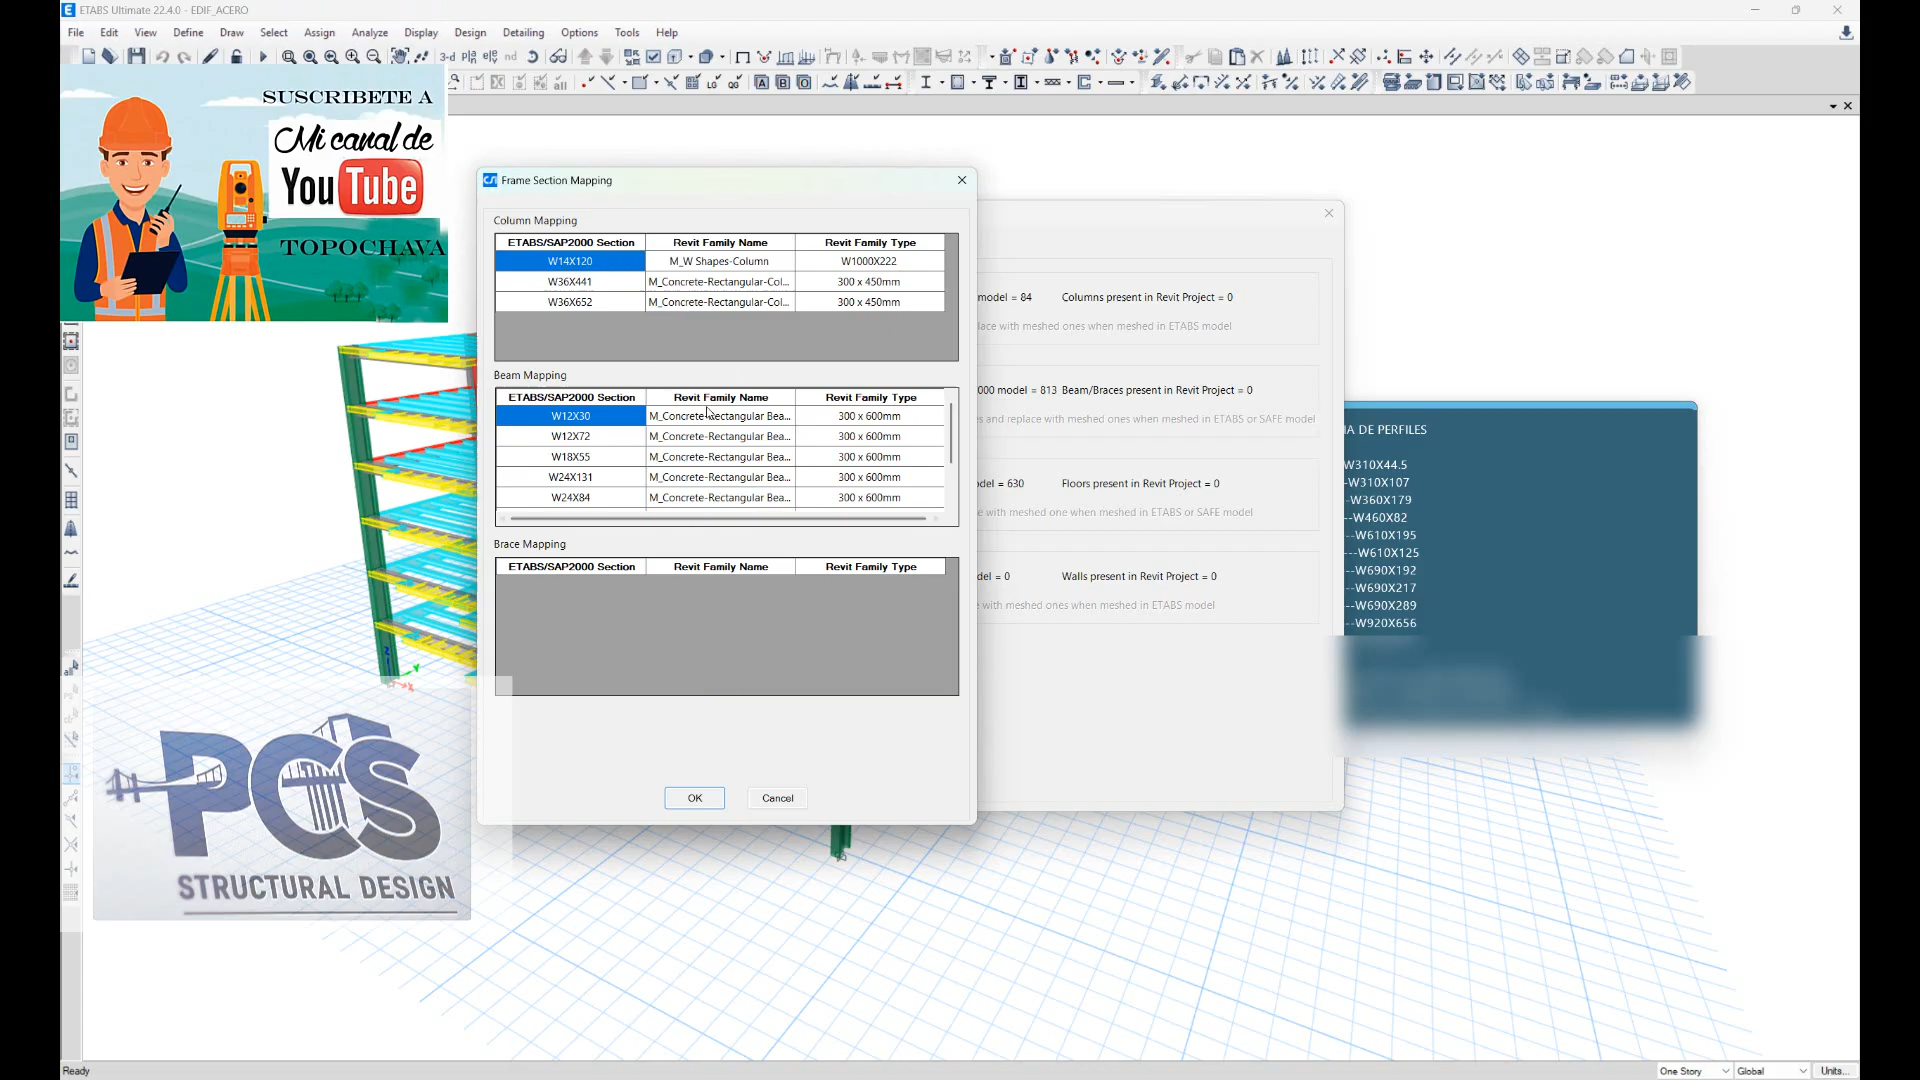 ETABS Ultimate 22.4.0 - EDIF_ACERO
File Edit View Define Draw Select Assign Analyze Display Design Detailing Options Tools Help
SUSCRIBETE A
Mi canal de
YouTube
TOPOCHAVA
Frame Section Mapping
Column Mapping
ETABS/SAP2000 Section Revit Family Name Revit Family Type
W14X120 M_W Shapes-Column W1000X222
W36X441 M_Concrete-Rectangular-Col... 300 x 450mm
W36X652 M_Concrete-Rectangular-Col... 300 x 450mm
Beam Mapping
ETABS/SAP2000 Section Revit Family Name Revit Family Type
W12X30 M_Concrete-Rectangular Bea... 300 x 600mm
W12X72 M_Concrete-Rectangular Bea... 300 x 600mm
W18X55 M_Concrete-Rectangular Bea... 300 x 600mm
W24X131 M_Concrete-Rectangular Bea... 300 x 600mm
W24X84 M_Concrete-Rectangular Bea... 300 x 600mm
Brace Mapping
ETABS/SAP2000 Section Revit Family Name Revit Family Type
OK Cancel
model = 84 Columns present in Revit Project = 0
lace with meshed ones when meshed in ETABS model
000 model = 813 Beam/Braces present in Revit Project = 0
s and replace with meshed ones when meshed in ETABS or SAFE model
del = 630 Floors present in Revit Project = 0
with meshed one when meshed in ETABS or SAFE model
del = 0 Walls present in Revit Project = 0
with meshed ones when meshed in ETABS model
IA DE PERFILES
W310X44.5
-W310X107
-W360X179
--W460X82
--W610X195
---W610X125
--W690X192
--W690X217
--W690X289
--W920X656
PCS
STRUCTURAL DESIGN
Ready
One Story Global Units...